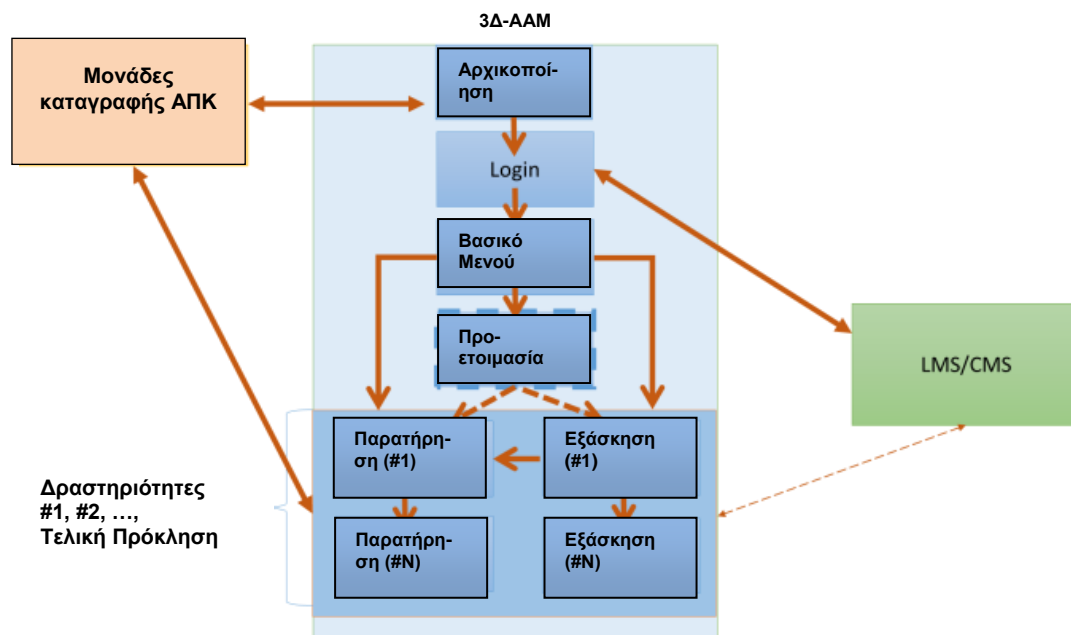 3Δ-ΑΑΜ
Μονάδες
καταγραφής ΑΠΚ
Αρχικοποί-
ηση
Login
Βασικό
Μενού
Προ-
ετοιμασία
LMS/CMS
Παρατήρη-
ση (#1)
Εξάσκηση
(#1)
Δραστηριότητες
#1, #2, …,
Τελική Πρόκληση
Παρατήρη-
ση (#N)
Εξάσκηση
(#N)